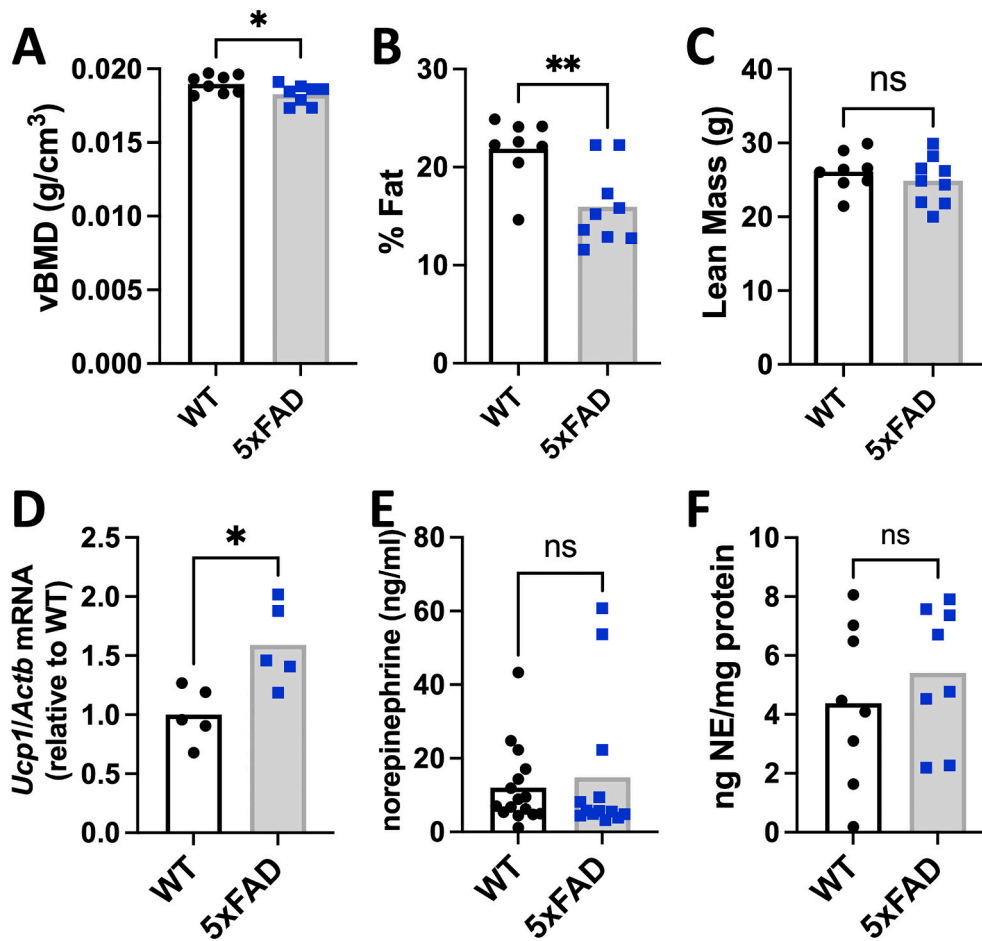 A
*
vBMD (g/cm³)
0.020
0.015
0.010
0.005
0.000
WT
5xFAD
B
**
% Fat
30
20
10
0
WT
5xFAD
C
ns
Lean Mass (g)
40
30
20
10
0
WT
5xFAD
D
*
Ucp1/Actb mRNA
(relative to WT)
2.5
2.0
1.5
1.0
0.5
0.0
WT
5xFAD
E
ns
norepinephrine (ng/ml)
80
60
40
20
0
WT
5xFAD
F
ns
ng NE/mg protein
10
8
6
4
2
0
WT
5xFAD